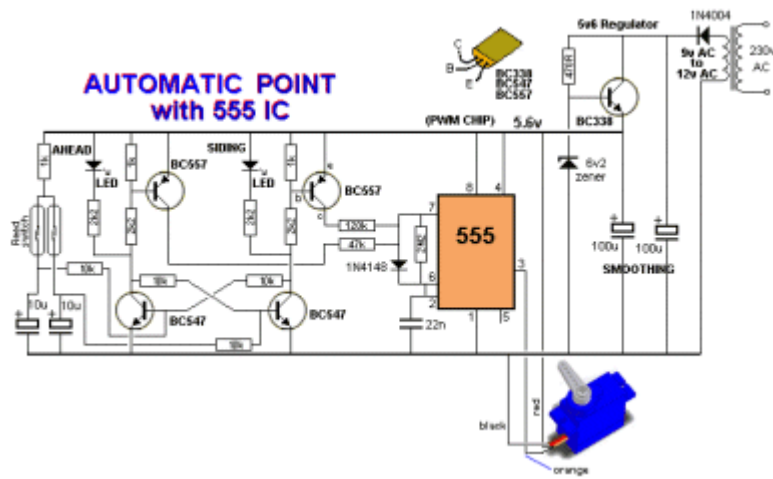 1N4004
5v6 Regulator
9v AC
to
12v AC
230v
AC
C
B
E
BC338
BC547
BC557
470R
BC338
AUTOMATIC POINT
with 555 IC
(PWM CHIP)
5.6v
AHEAD
SIDING
1k
1k
1k
LED
LED
BC557
BC557
e
b
c
2k2
2k2
2k2
2k2
Reed
switch
120k
47k
1N4148
2M2
7
8
4
555
6
2
3
1
5
6v2
zener
100u
100u
SMOOTHING
10k
10k
10k
10k
10u
10u
BC547
BC547
22n
black
red
orange